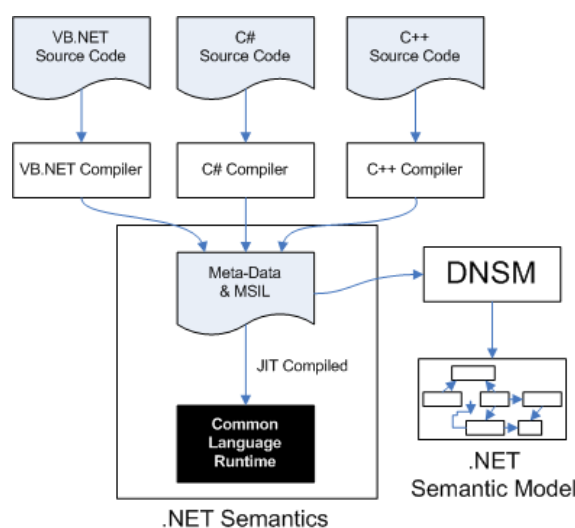 VB.NET
Source Code
C#
Source Code
C++
Source Code
VB.NET Compiler
C# Compiler
C++ Compiler
Meta-Data
& MSIL
DNSM
JIT Compiled
Common
Language
Runtime
.NET
Semantic Model
.NET Semantics